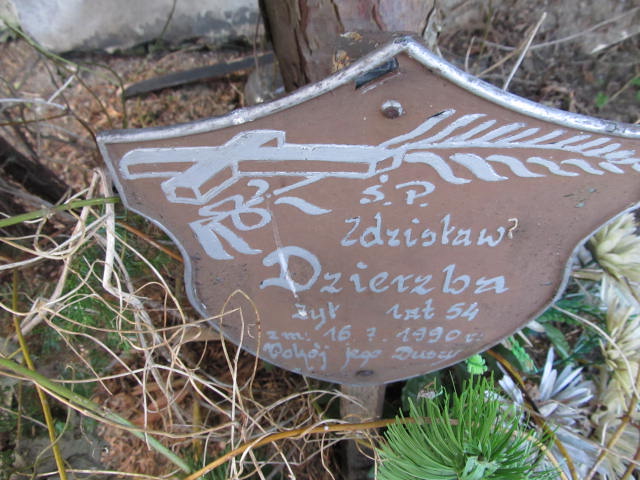 Ś.P.
Zdzisław
Dzierzba
żył lat 54
zm. 16.7.1990 r.
Pokój jego Duszy